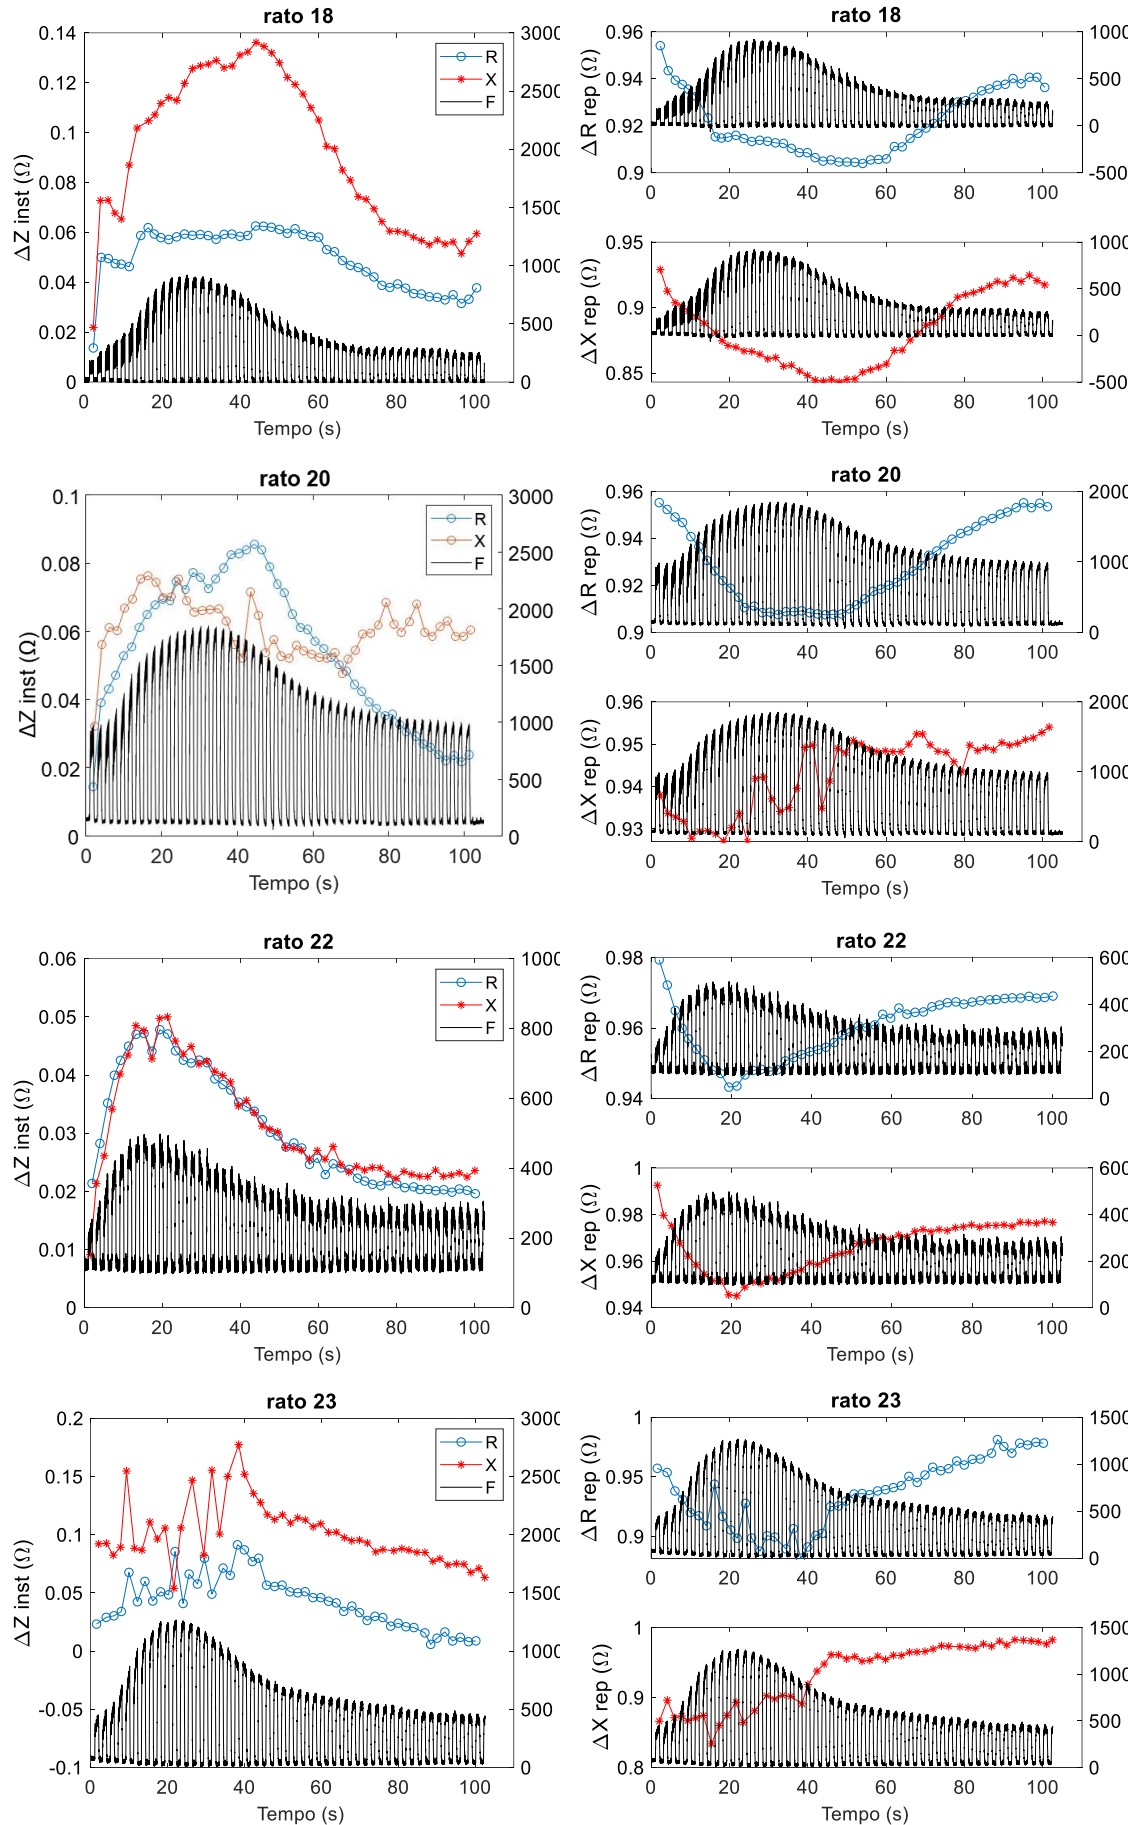 rato 18
0.14
0.12
0.1
0.08
0.06
0.04
0.02
0
ΔZ inst (Ω)
3000
2500
2000
1500
1000
500
0
R
X
F
0 20 40 60 80 100
Tempo (s)
rato 18
0.96
0.94
0.92
0.9
ΔR rep (Ω)
1000
500
0
-500
0 20 40 60 80 100
0.95
0.9
0.85
ΔX rep (Ω)
1000
500
0
-500
0 20 40 60 80 100
Tempo (s)
rato 20
0.1
0.08
0.06
0.04
0.02
0
ΔZ inst (Ω)
3000
2500
2000
1500
1000
500
0
R
X
F
0 20 40 60 80 100
Tempo (s)
rato 20
0.96
0.94
0.92
0.9
ΔR rep (Ω)
2000
1000
0
0 20 40 60 80 100
0.96
0.95
0.94
0.93
ΔX rep (Ω)
2000
1000
0
0 20 40 60 80 100
Tempo (s)
rato 22
0.06
0.05
0.04
0.03
0.02
0.01
0
ΔZ inst (Ω)
1000
800
600
400
200
0
R
X
F
0 20 40 60 80 100
Tempo (s)
rato 22
0.98
0.96
0.94
ΔR rep (Ω)
600
400
200
0
0 20 40 60 80 100
1
0.98
0.96
0.94
ΔX rep (Ω)
600
400
200
0
0 20 40 60 80 100
Tempo (s)
rato 23
0.2
0.15
0.1
0.05
0
-0.05
-0.1
ΔZ inst (Ω)
3000
2500
2000
1500
1000
500
0
R
X
F
0 20 40 60 80 100
Tempo (s)
rato 23
1
0.95
0.9
ΔR rep (Ω)
1500
1000
500
0
0 20 40 60 80 100
1
0.9
0.8
ΔX rep (Ω)
1500
1000
500
0
0 20 40 60 80 100
Tempo (s)